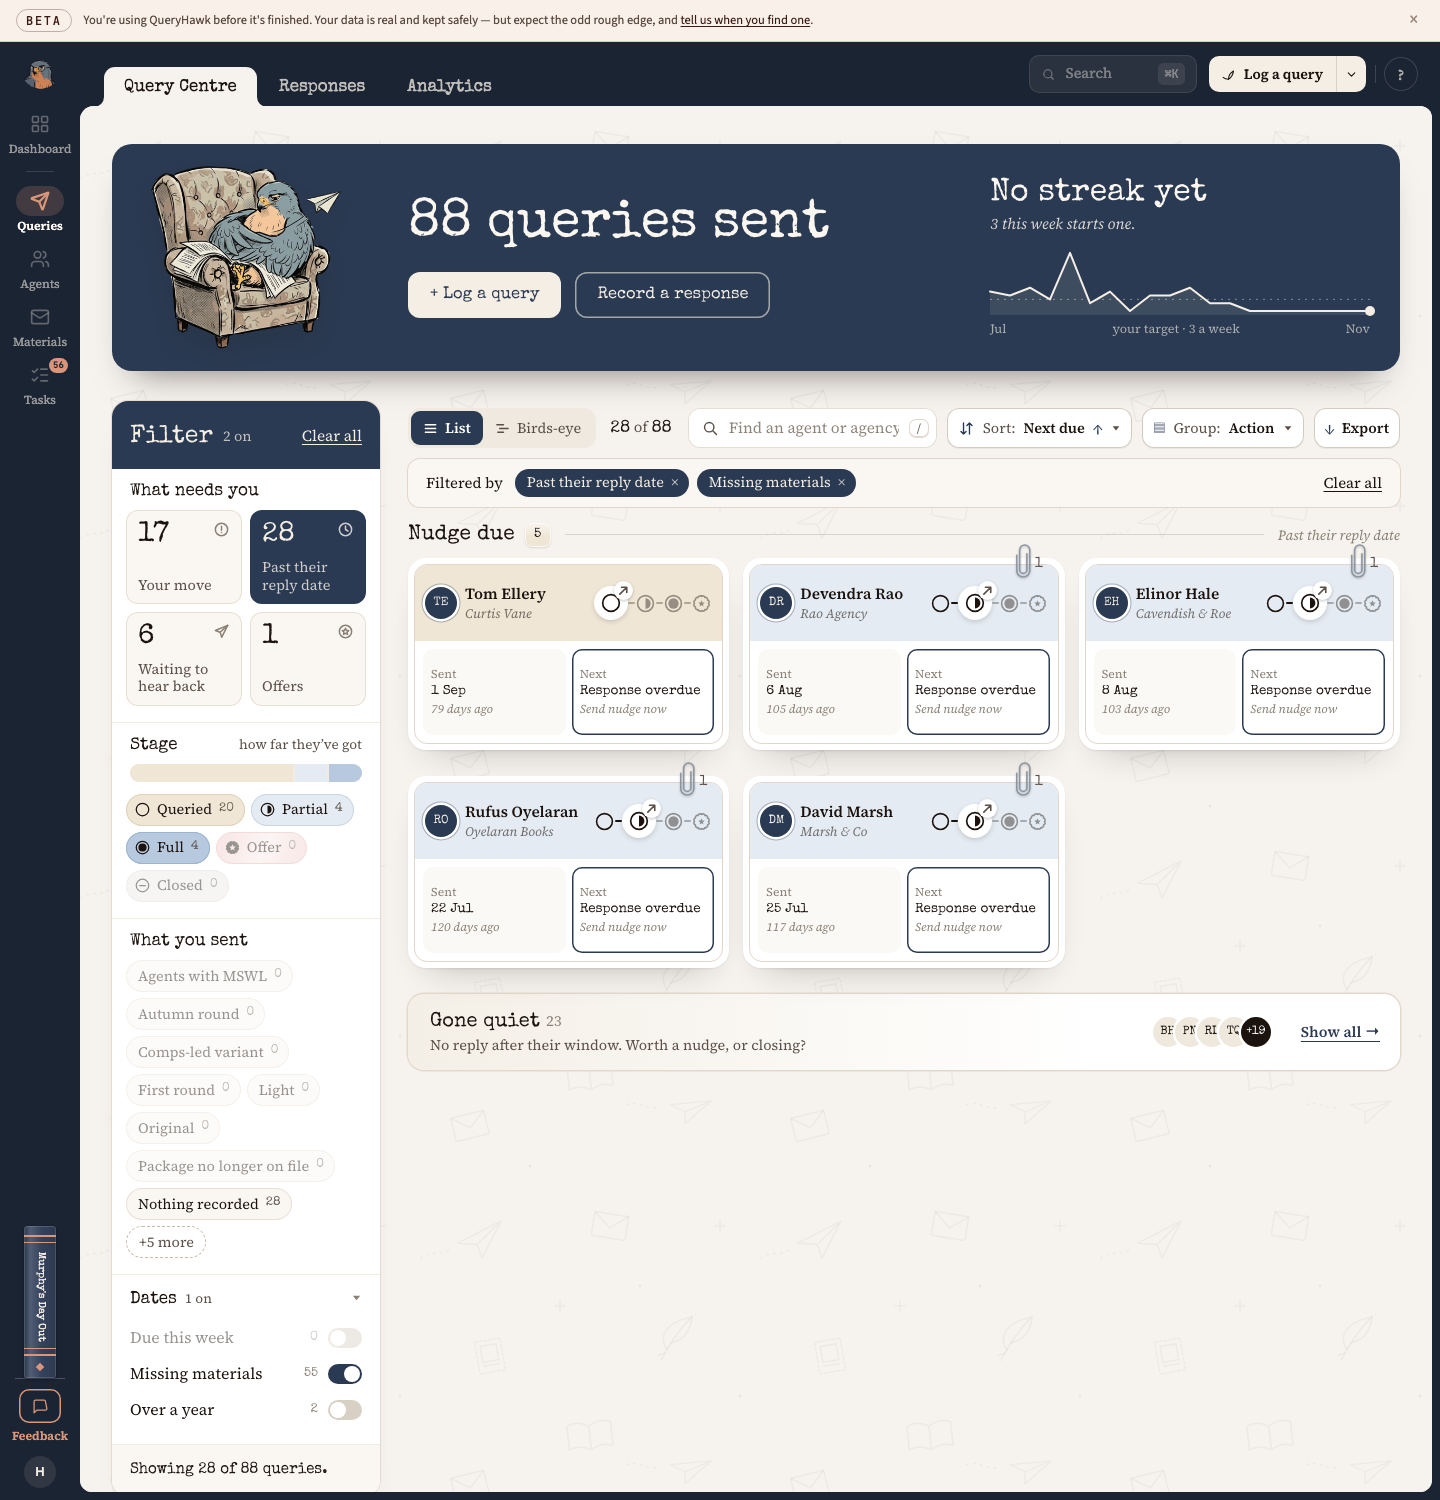 BETA You're using QueryHawk before it's finished. Your data is real and kept safely — but expect the odd rough edge, and tell us when you find one. ×
Query Centre
Responses
Analytics
Search ⌘K
Log a query
?
Dashboard
Queries
Agents
Materials
56
Tasks
Murphy's Day Out
Feedback
H
88 queries sent
+ Log a query
Record a response
No streak yet
3 this week starts one.
Jul your target · 3 a week Nov
Filter 2 on Clear all
What needs you
17
Your move
28
Past their
reply date
6
Waiting to
hear back
1
Offers
Stage how far they've got
Queried 20
Partial 4
Full 4
Offer 0
Closed 0
What you sent
Agents with MSWL 0
Autumn round 0
Comps-led variant 0
First round 0
Light 0
Original 0
Package no longer on file 0
Nothing recorded 28
+5 more
Dates 1 on
Due this week 0
Missing materials 55
Over a year 2
Showing 28 of 88 queries.
List
Birds-eye
28 of 88
Find an agent or agency /
Sort: Next due ↑
Group: Action
↓ Export
Filtered by Past their reply date × Missing materials × Clear all
Nudge due 5 Past their reply date
TE
Tom Ellery
Curtis Vane
Sent
1 Sep
79 days ago
Next
Response overdue
Send nudge now
1
DR
Devendra Rao
Rao Agency
Sent
6 Aug
105 days ago
Next
Response overdue
Send nudge now
1
EH
Elinor Hale
Cavendish & Roe
Sent
8 Aug
103 days ago
Next
Response overdue
Send nudge now
1
RO
Rufus Oyelaran
Oyelaran Books
Sent
22 Jul
120 days ago
Next
Response overdue
Send nudge now
1
DM
David Marsh
Marsh & Co
Sent
25 Jul
117 days ago
Next
Response overdue
Send nudge now
Gone quiet 23
No reply after their window. Worth a nudge, or closing?
+19
Show all →